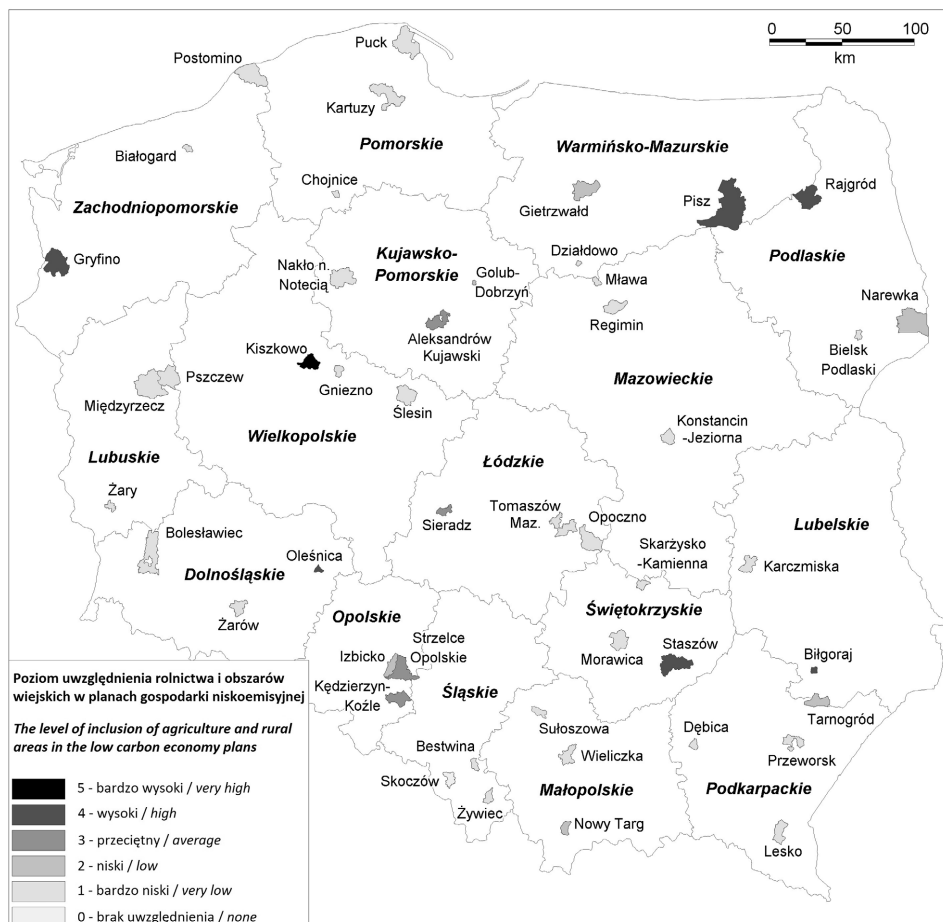 0 50 100
km
Puck
Postomino
Kartuzy
Pomorskie
Warmińsko-Mazurskie
Białogard
Chojnice
Rajgród
Pisz
Gietrzwałd
Zachodniopomorskie
Gryfino
Kujawsko-
Pomorskie
Nakło n.
Notecią
Golub-
Dobrzyń
Działdowo
Mława
Podlaskie
Narewka
Regimin
Aleksandrów
Kujawski
Bielsk
Podlaski
Kiszkowo
Pszczew
Gniezno
Mazowieckie
Międzyrzecz
Ślesin
Konstancin
-Jeziorna
Wielkopolskie
Lubuskie
Łódzkie
Żary
Sieradz
Tomaszów
Maz.
Opoczno
Lubelskie
Bolesławiec
Skarżysko
-Kamienna
Oleśnica
Karczmiska
Dolnośląskie
Żarów
Opolskie
Świętokrzyskie
Strzelce
Opolskie
Izbicko
Morawica
Staszów
Biłgoraj
Kędzierzyn-
Koźle
Śląskie
Tarnogród
Sułoszowa
Dębica
Bestwina
Wieliczka
Przeworsk
Skoczów
Małopolskie
Podkarpackie
Żywiec
Nowy Targ
Lesko
Poziom uwzględnienia rolnictwa i obszarów
wiejskich w planach gospodarki niskoemisyjnej
The level of inclusion of agriculture and rural
areas in the low carbon economy plans
5 - bardzo wysoki / very high
4 - wysoki / high
3 - przeciętny / average
2 - niski / low
1 - bardzo niski / very low
0 - brak uwzglednienia / none